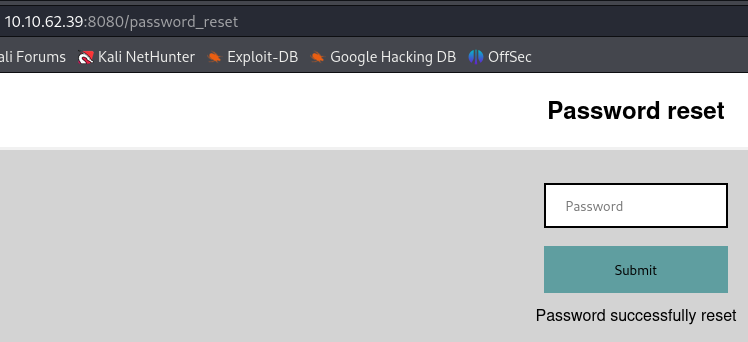 10.10.62.39:8080/password_reset
ali Forums Kali NetHunter Exploit-DB Google Hacking DB OffSec
Password reset
Password
Submit
Password successfully reset